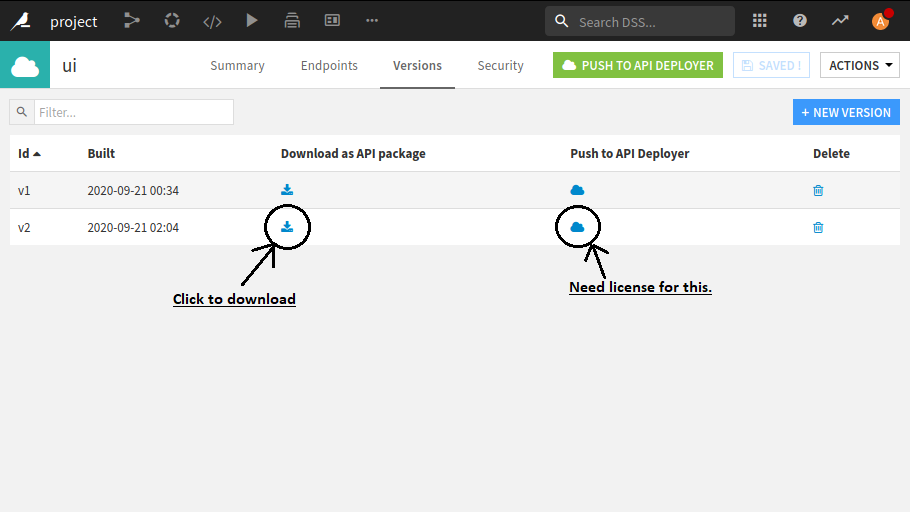 project
Search DSS...
A
ui
Summary
Endpoints
Versions
Security
PUSH TO API DEPLOYER
SAVED !
ACTIONS
Filter...
+ NEW VERSION
Id Built Download as API package Push to API Deployer Delete
v1 2020-09-21 00:34
v2 2020-09-21 02:04
Click to download
Need license for this.